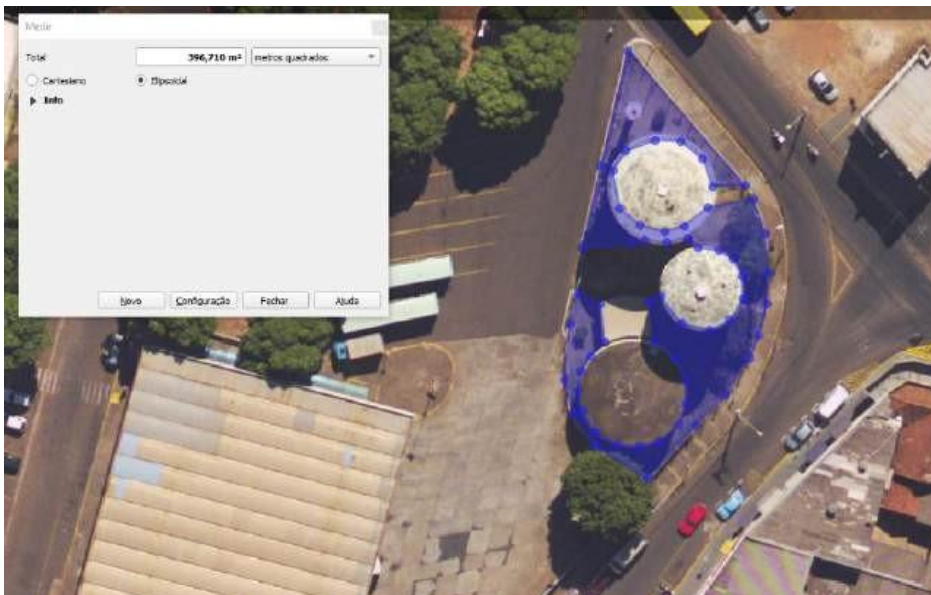 Medir
Total 396,710 m² metros quadrados
Cartesiano Elipsoidal
Info
Novo Configuração Fechar Ajuda